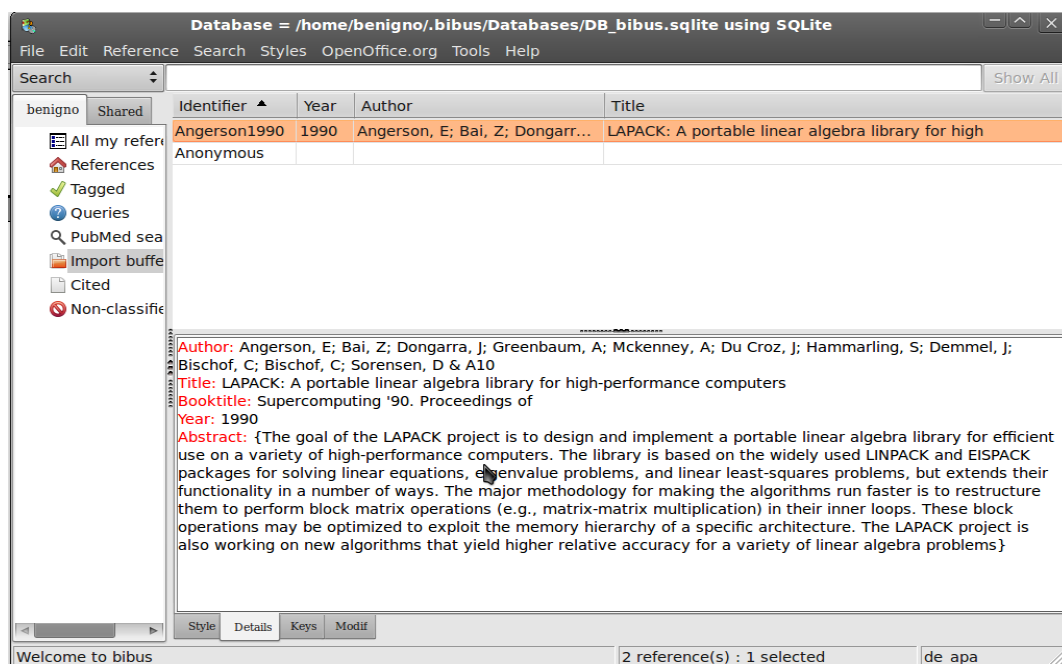 Database = /home/benigno/.bibus/Databases/DB_bibus.sqlite using SQLite
File Edit Reference Search Styles OpenOffice.org Tools Help
Search Show All
benigno Shared
Identifier Year Author Title
Angerson1990 1990 Angerson, E; Bai, Z; Dongarr... LAPACK: A portable linear algebra library for high
Anonymous
All my refere
References
Tagged
Queries
PubMed sea
Import buffe
Cited
Non-classifie
Author: Angerson, E; Bai, Z; Dongarra, J; Greenbaum, A; Mckenney, A; Du Croz, J; Hammarling, S; Demmel, J;
Bischof, C; Bischof, C; Sorensen, D & A10
Title: LAPACK: A portable linear algebra library for high-performance computers
Booktitle: Supercomputing '90. Proceedings of
Year: 1990
Abstract: {The goal of the LAPACK project is to design and implement a portable linear algebra library for efficient
use on a variety of high-performance computers. The library is based on the widely used LINPACK and EISPACK
packages for solving linear equations, eigenvalue problems, and linear least-squares problems, but extends their
functionality in a number of ways. The major methodology for making the algorithms run faster is to restructure
them to perform block matrix operations (e.g., matrix-matrix multiplication) in their inner loops. These block
operations may be optimized to exploit the memory hierarchy of a specific architecture. The LAPACK project is
also working on new algorithms that yield higher relative accuracy for a variety of linear algebra problems}
Style Details Keys Modif
Welcome to bibus 2 reference(s) : 1 selected de_apa